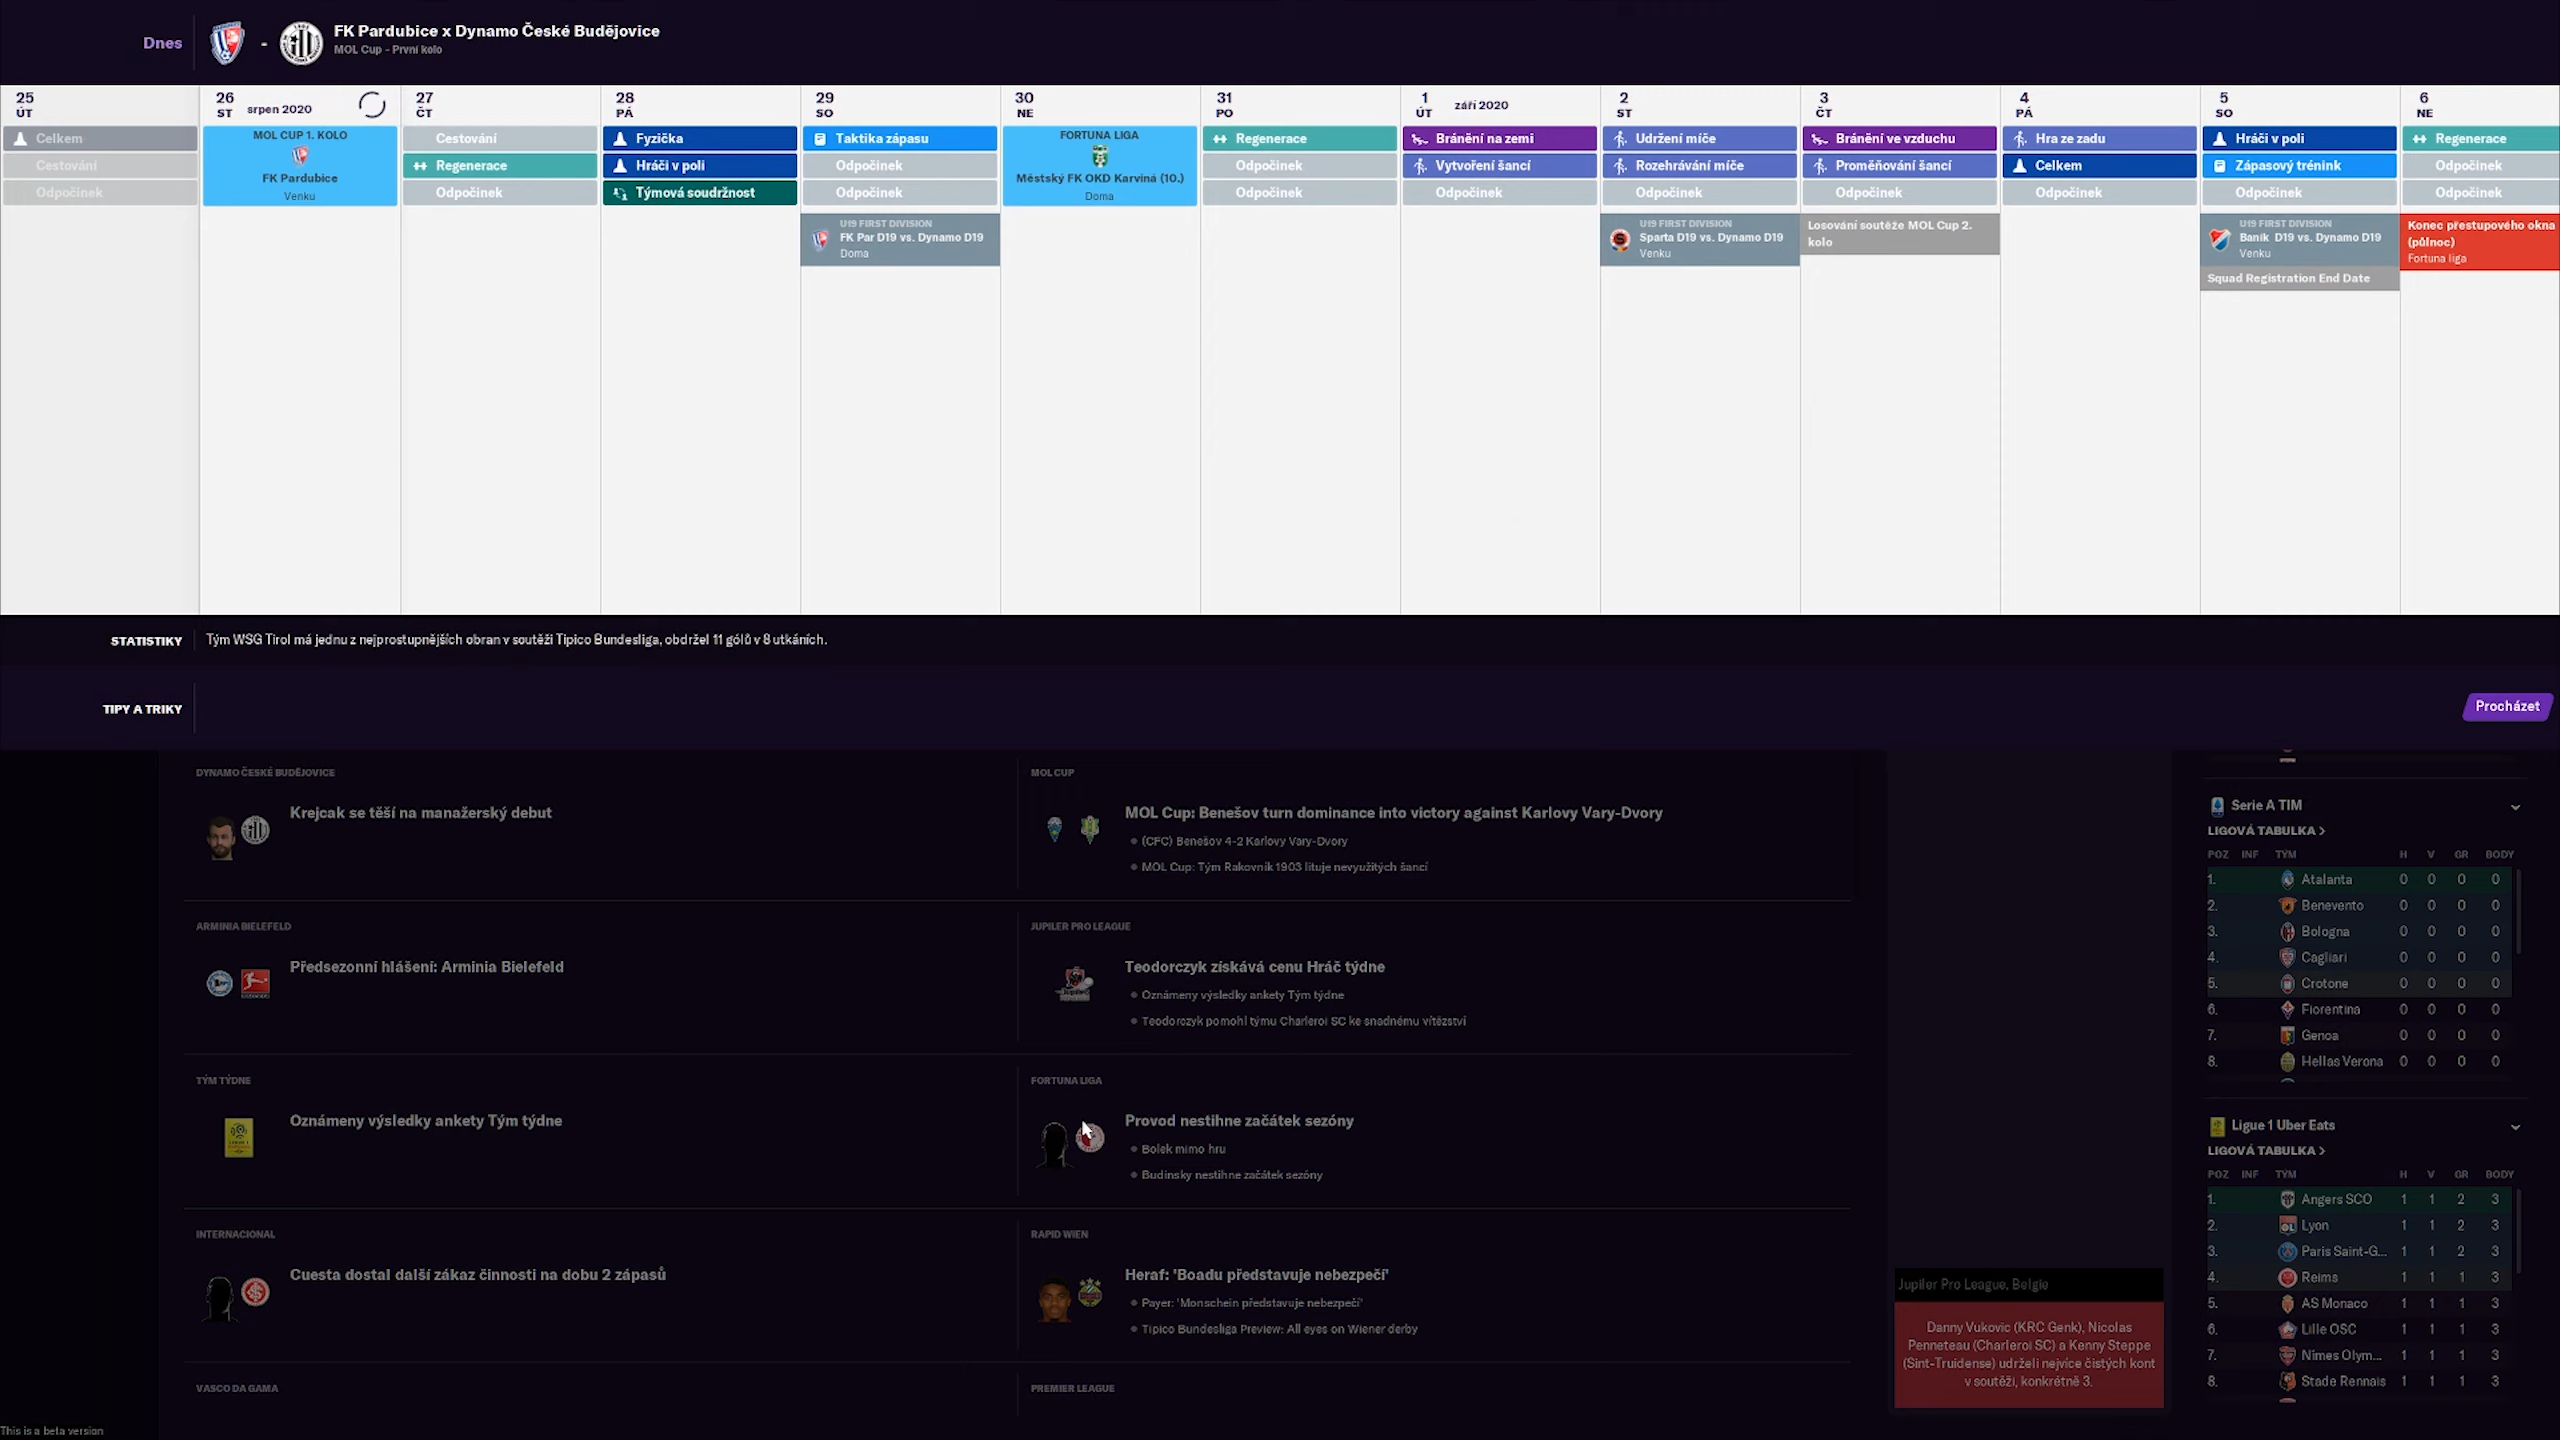 Dnes
-
FK Pardubice x Dynamo České Budějovice
MOL Cup - První kolo
25
ÚT
Celkem
Cestování
Odpočinek
26
ST
srpen 2020
MOL CUP 1. KOLO
FK Pardubice
Venku
27
ČT
Cestování
Regenerace
Odpočinek
28
PÁ
Fyzička
Hráči v poli
Týmová soudržnost
29
SO
Taktika zápasu
Odpočinek
Odpočinek
U19 FIRST DIVISION
FK Par D19 vs. Dynamo D19
Doma
30
NE
FORTUNA LIGA
Městský FK OKD Karviná (10.)
Doma
31
PO
Regenerace
Odpočinek
Odpočinek
1
ÚT
září 2020
Bránění na zemi
Vytvoření šancí
Odpočinek
2
ST
Udržení míče
Rozehrávání míče
Odpočinek
U19 FIRST DIVISION
Sparta D19 vs. Dynamo D19
Venku
3
ČT
Bránění ve vzduchu
Proměňování šancí
Odpočinek
Losování soutěže MOL Cup 2.
kolo
4
PÁ
Hra ze zadu
Celkem
Odpočinek
5
SO
Hráči v poli
Zápasový trénink
Odpočinek
U19 FIRST DIVISION
Baník D19 vs. Dynamo D19
Venku
Squad Registration End Date
6
NE
Regenerace
Odpočinek
Odpočinek
Konec přestupového okna
(půlnoc)
Fortuna liga
STATISTIKY
Tým WSG Tirol má jednu z nejprostupnějších obran v soutěži Tipico Bundesliga, obdržel 11 gólů v 8 utkáních.
TIPY A TRIKY
Procházet
DYNAMO ČESKÉ BUDĚJOVICE
Krejcak se těší na manažerský debut
MOL CUP
MOL Cup: Benešov turn dominance into victory against Karlovy Vary-Dvory
(CFC) Benešov 4-2 Karlovy Vary-Dvory
MOL Cup: Tým Rakovník 1903 lituje nevyužitých šancí
ARMINIA BIELEFELD
Předsezonní hlášení: Arminia Bielefeld
JUPILER PRO LEAGUE
Teodorczyk získává cenu Hráč týdne
Oznámeny výsledky ankety Tým týdne
Teodorczyk pomohl týmu Charleroi SC ke snadnému vítězství
TÝM TÝDNE
Oznámeny výsledky ankety Tým týdne
FORTUNA LIGA
Provod nestihne začátek sezóny
Bolek mimo hru
Budinsky nestihne začátek sezóny
INTERNACIONAL
Cuesta dostal další zákaz činnosti na dobu 2 zápasů
RAPID WIEN
Heraf: 'Boadu představuje nebezpečí'
Payer: 'Monschein představuje nebezpečí'
Tipico Bundesliga Preview: All eyes on Wiener derby
VASCO DA GAMA
PREMIER LEAGUE
Jupiler Pro League, Belgie
Danny Vukovic (KRC Genk), Nicolas
Penneteau (Charleroi SC) a Kenny Steppe
(Sint-Truidense) udrželi nejvíce čistých kont
v soutěži, konkrétně 3.
Serie A TIM
LIGOVÁ TABULKA >
POZ INF TÝM H V GR BODY
1. Atalanta 0 0 0 0
2. Benevento 0 0 0 0
3. Bologna 0 0 0 0
4. Cagliari 0 0 0 0
5. Crotone 0 0 0 0
6. Fiorentina 0 0 0 0
7. Genoa 0 0 0 0
8. Hellas Verona 0 0 0 0
Ligue 1 Uber Eats
LIGOVÁ TABULKA >
POZ INF TÝM H V GR BODY
1. Angers SCO 1 1 2 3
2. Lyon 1 1 2 3
3. Paris Saint-G... 1 1 2 3
4. Reims 1 1 1 3
5. AS Monaco 1 1 1 3
6. Lille OSC 1 1 1 3
7. Nîmes Olym... 1 1 1 3
8. Stade Rennais 1 1 1 3
This is a beta version